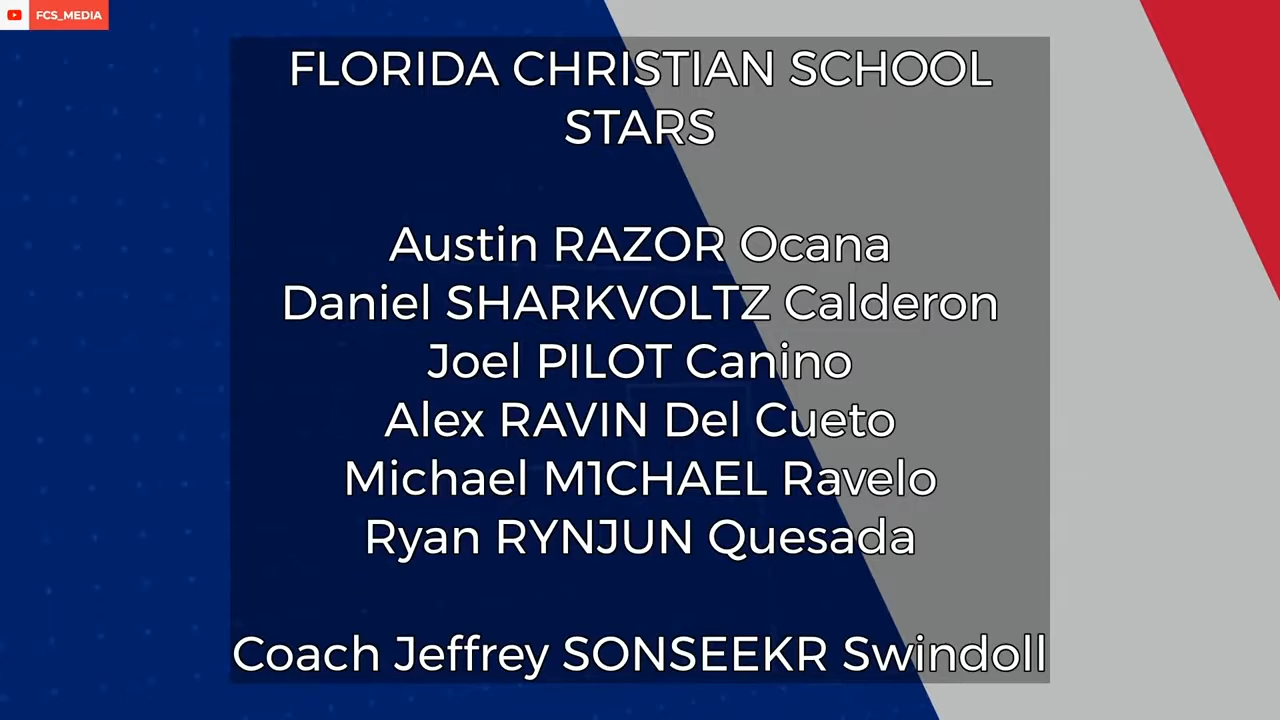 FCS_MEDIA
FLORIDA CHRISTIAN SCHOOL
STARS
Austin RAZOR Ocana
Daniel SHARKVOLTZ Calderon
Joel PILOT Canino
Alex RAVIN Del Cueto
Michael M1CHAEL Ravelo
Ryan RYNJUN Quesada
Coach Jeffrey SONSEEKR Swindoll